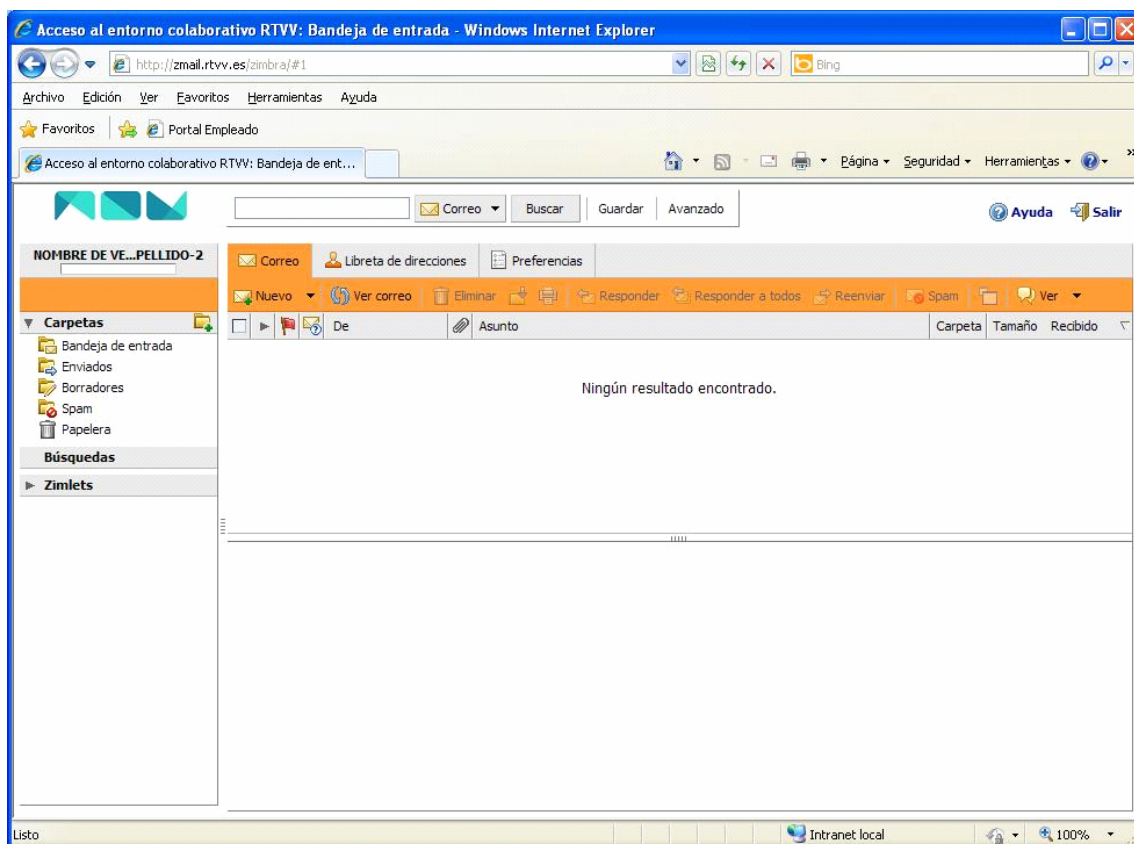 Acceso al entorno colaborativo RTVV: Bandeja de entrada - Windows Internet Explorer
http://zmail.rtvv.es/zimbra/#1 Bing
Archivo Edición Ver Favoritos Herramientas Ayuda
Favoritos Portal Empleado
Acceso al entorno colaborativo RTVV: Bandeja de ent... Página Seguridad Herramientas »
Correo Buscar Guardar Avanzado Ayuda Salir
NOMBRE DE VE...PELLIDO-2 Correo Libreta de direcciones Preferencias
Nuevo Ver correo Eliminar Responder Responder a todos Reenviar Spam Ver
Carpetas De Asunto Carpeta Tamaño Recibido
Bandeja de entrada
Enviados
Borradores
Spam
Papelera
Ningún resultado encontrado.
Búsquedas
Zimlets
Listo Intranet local 100%